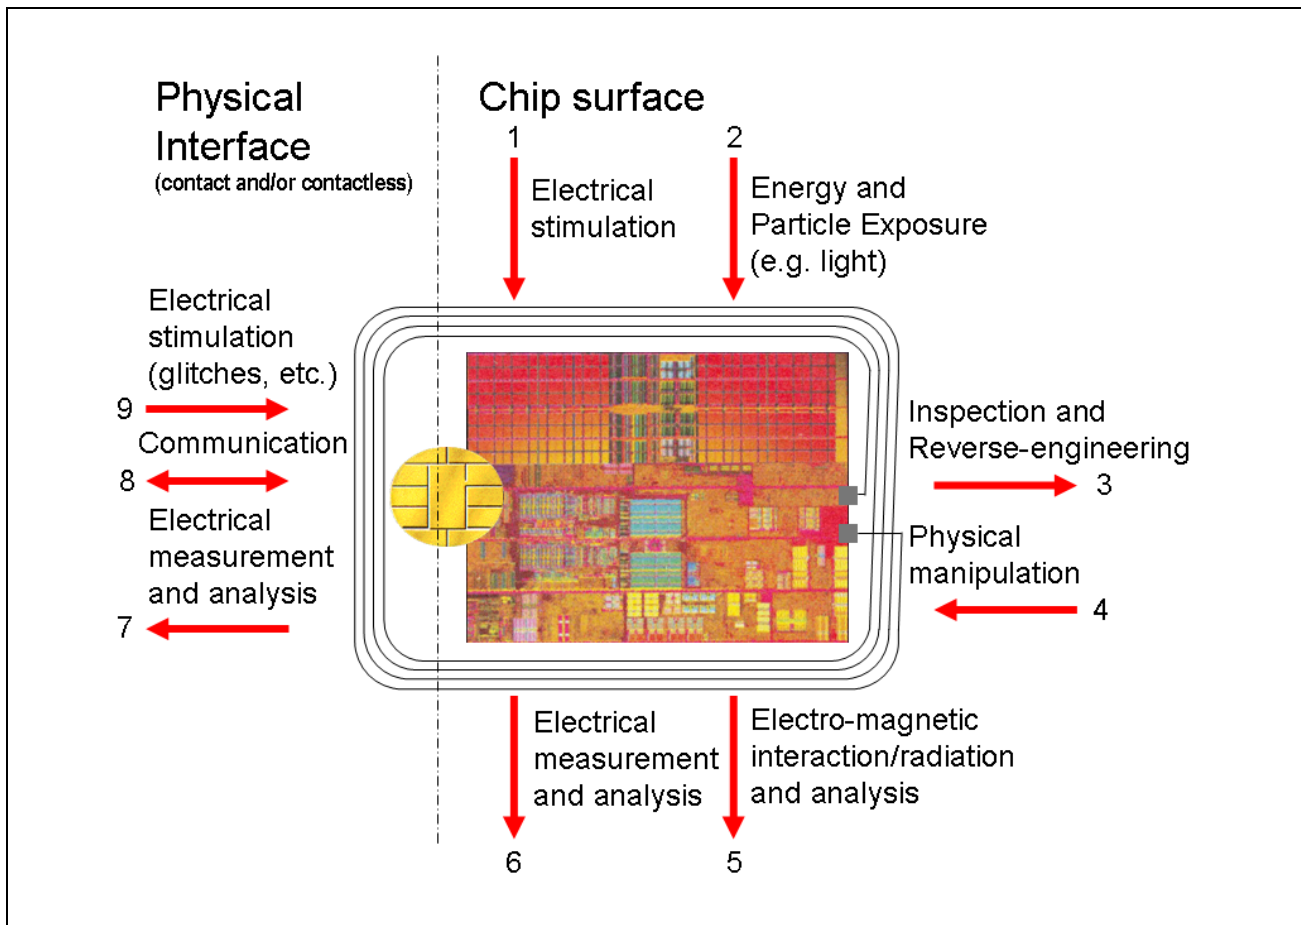 Physical
Interface
(contact and/or contactless)
Chip surface
1
Electrical
stimulation
2
Energy and
Particle Exposure
(e.g. light)
Electrical
stimulation
(glitches, etc.)
9
Communication
8
Electrical
measurement
and analysis
7
Inspection and
Reverse-engineering
3
Physical
manipulation
4
Electrical
measurement
and analysis
6
Electro-magnetic
interaction/radiation
and analysis
5